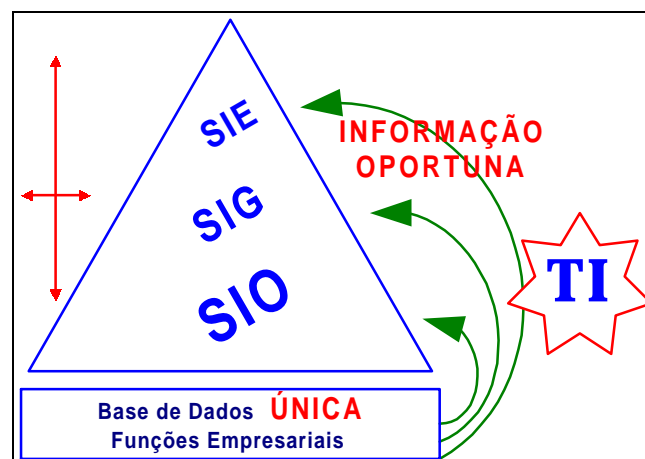 SIE
INFORMAÇÃO
OPORTUNA
SIG
TI
SIO
Base de Dados ÚNICA
Funções Empresariais